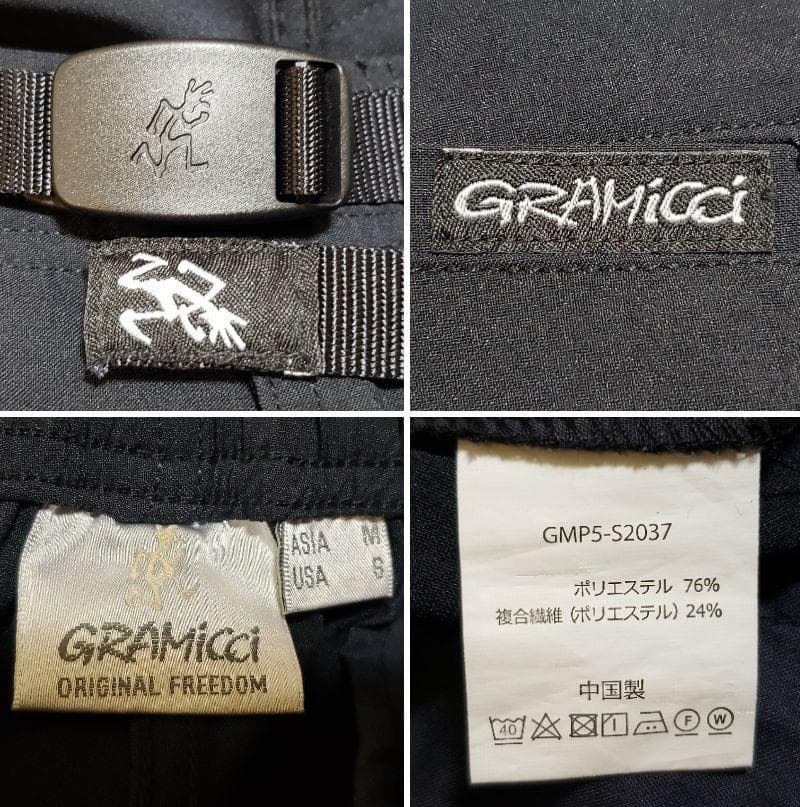 GRAMiCCi
ASIA M
USA S
GRAMiCCi
ORIGINAL FREEDOM
GMP5-S2037
ポリエステル 76%
複合繊維 (ポリエステル) 24%
中国製
40 F W